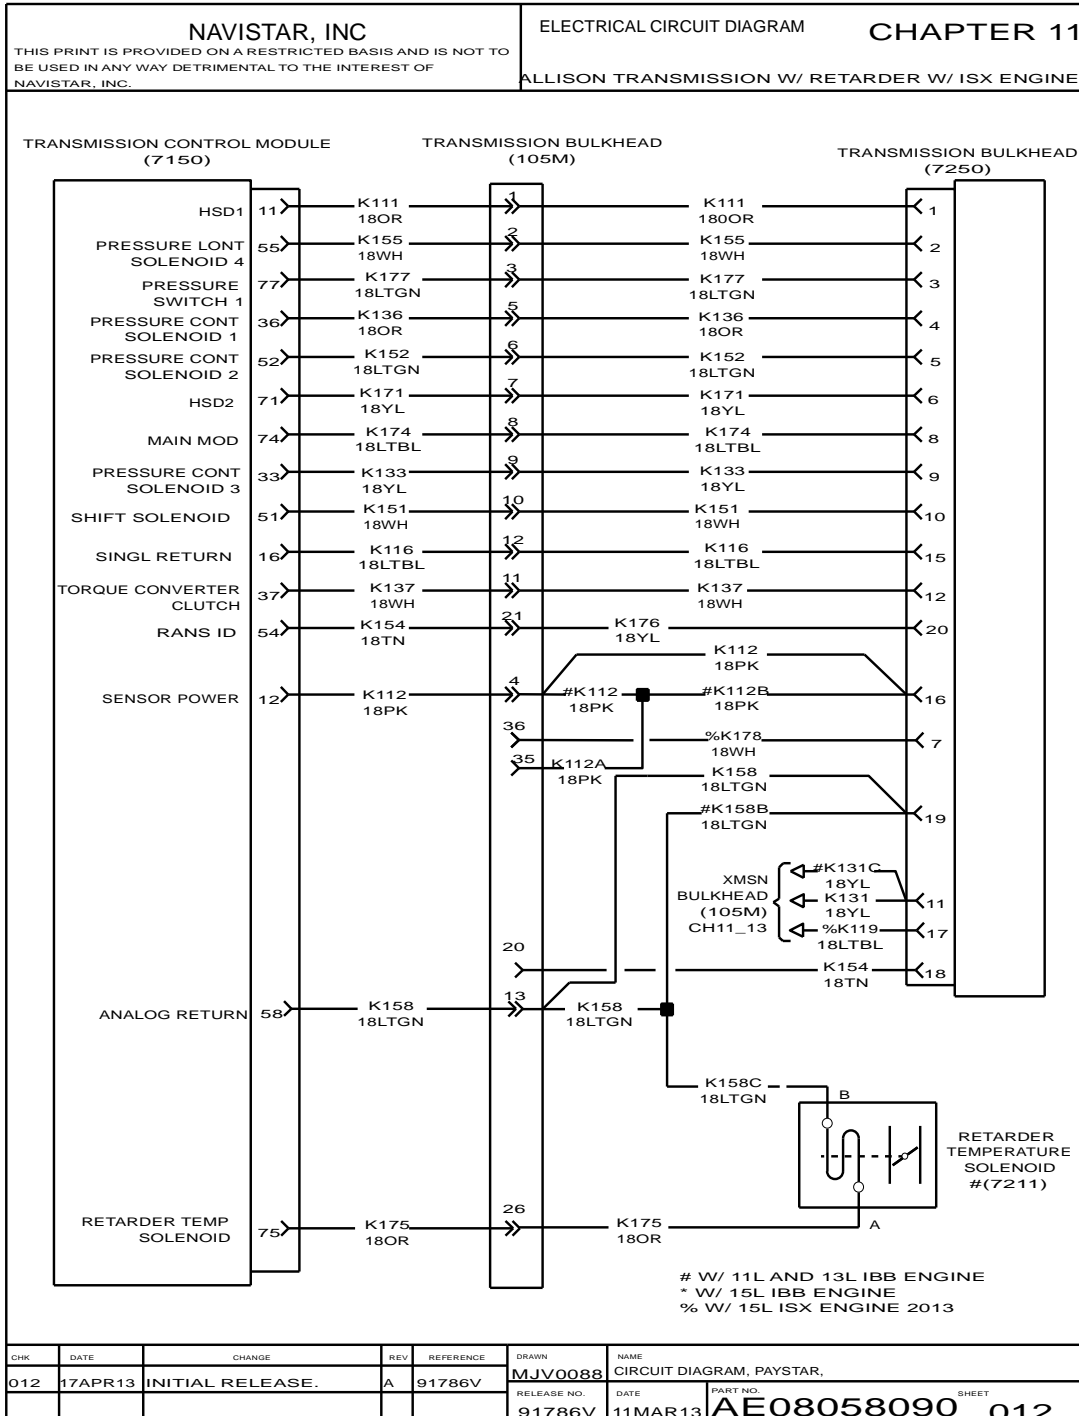 NAVISTAR, INC
THIS PRINT IS PROVIDED ON A RESTRICTED BASIS AND IS NOT TO
BE USED IN ANY WAY DETRIMENTAL TO THE INTEREST OF
NAVISTAR, INC.
ELECTRICAL CIRCUIT DIAGRAM
CHAPTER 11
ALLISON TRANSMISSION W/ RETARDER W/ ISX ENGINE
TRANSMISSION CONTROL MODULE
(7150)
TRANSMISSION BULKHEAD
(105M)
TRANSMISSION BULKHEAD
(7250)
HSD1 11 K111 1 K111 1
18OR 180OR
PRESSURE LONT 55 K155 2 K155 2
SOLENOID 4 18WH 18WH
PRESSURE 77 K177 3 K177 3
SWITCH 1 18LTGN 18LTGN
PRESSURE CONT 36 K136 5 K136 4
SOLENOID 1 18OR 18OR
PRESSURE CONT 52 K152 6 K152 5
SOLENOID 2 18LTGN 18LTGN
HSD2 71 K171 7 K171 6
18YL 18YL
MAIN MOD 74 K174 8 K174 8
18LTBL 18LTBL
PRESSURE CONT 33 K133 9 K133 9
SOLENOID 3 18YL 18YL
SHIFT SOLENOID 51 K151 10 K151 10
18WH 18WH
SINGL RETURN 16 K116 12 K116 15
18LTBL 18LTBL
TORQUE CONVERTER 37 K137 11 K137 12
CLUTCH 18WH 18WH
RANS ID 54 K154 21 K176 20
18TN 18YL
K112
18PK
SENSOR POWER 12 K112 4 #K112 #K112B 16
18PK 18PK 18PK
36 %K178 7
18WH
35 K112A
18PK
K158
18LTGN
#K158B 19
18LTGN
#K131C
18YL
XMSN
BULKHEAD
(105M)
CH11_13
K131 11
18YL
%K119 17
18LTBL
20 K154 18
18TN
ANALOG RETURN 58 K158 13 K158
18LTGN 18LTGN
K158C B
18LTGN
RETARDER
TEMPERATURE
SOLENOID
#(7211)
RETARDER TEMP 75 K175 26 K175 A
SOLENOID 18OR 18OR
# W/ 11L AND 13L IBB ENGINE
* W/ 15L IBB ENGINE
% W/ 15L ISX ENGINE 2013
CHK DATE CHANGE REV REFERENCE DRAWN NAME
012 17APR13 INITIAL RELEASE. A 91786V MJV0088 CIRCUIT DIAGRAM, PAYSTAR,
RELEASE NO. DATE PART NO. SHEET
91786V 11MAR13 AE08058090 012